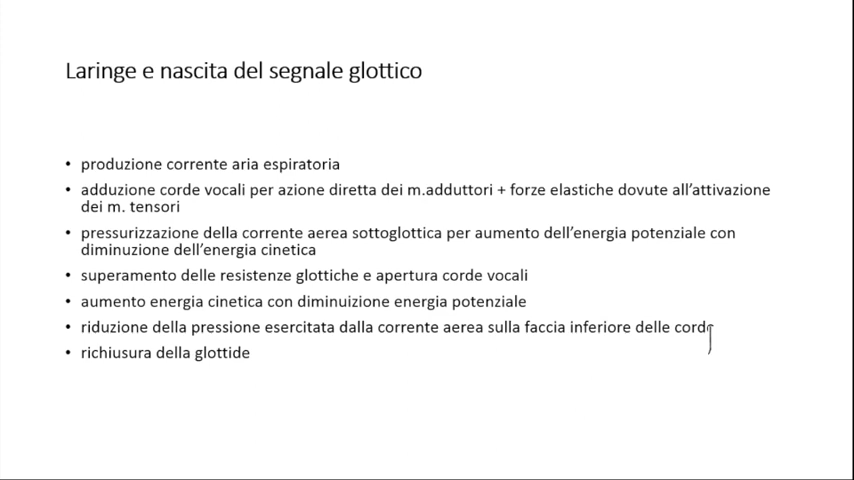 Laringe e nascita del segnale glottico
• produzione corrente aria espiratoria
• adduzione corde vocali per azione diretta dei m.adduttori + forze elastiche dovute all'attivazione
dei m. tensori
• pressurizzazione della corrente aerea sottoglottica per aumento dell'energia potenziale con
diminuzione dell'energia cinetica
• superamento delle resistenze glottiche e apertura corde vocali
• aumento energia cinetica con diminuizione energia potenziale
• riduzione della pressione esercitata dalla corrente aerea sulla faccia inferiore delle corde
• richiusura della glottide